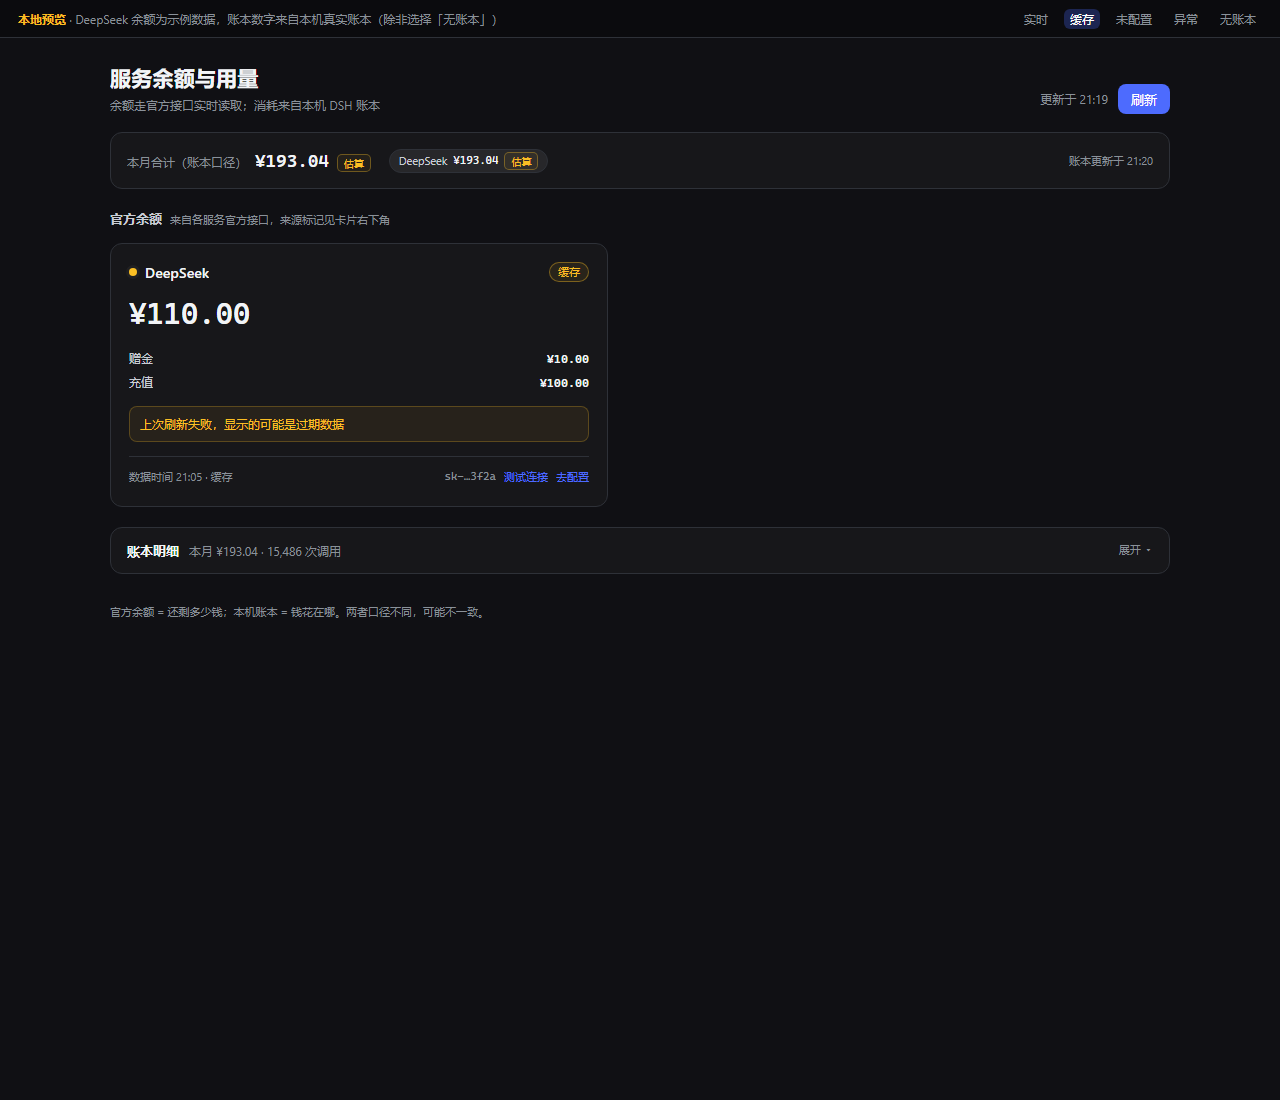 本地预览 · DeepSeek 余额为示例数据，账本数字来自本机真实账本（除非选择「无账本」） 实时 缓存 未配置 异常 无账本
服务余额与用量
余额走官方接口实时读取；消耗来自本机 DSH 账本
更新于 21:19 刷新
本月合计（账本口径） ¥193.04 估算 DeepSeek ¥193.04 估算 账本更新于 21:20
官方余额 来自各服务官方接口，来源标记见卡片右下角
DeepSeek 缓存
¥110.00
赠金 ¥10.00
充值 ¥100.00
上次刷新失败，显示的可能是过期数据
数据时间 21:05 · 缓存 sk-…3f2a 测试连接 去配置
账本明细 本月 ¥193.04 · 15,486 次调用 展开
官方余额 = 还剩多少钱；本机账本 = 钱花在哪。两者口径不同，可能不一致。